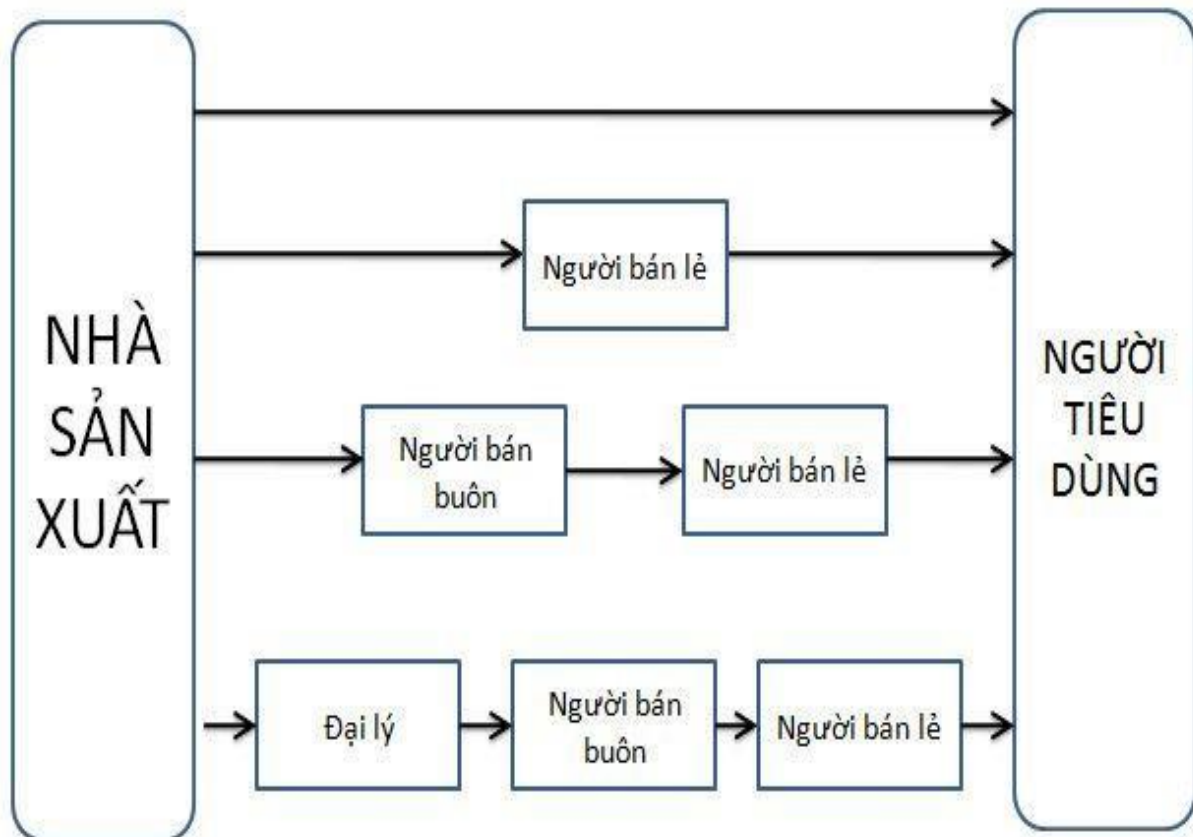 NHÀ
SẢN
XUẤT
Người bán lẻ
Người bán
buôn
Người bán lẻ
Đại lý
Người bán
buôn
Người bán lẻ
NGƯỜI
TIÊU
DÙNG